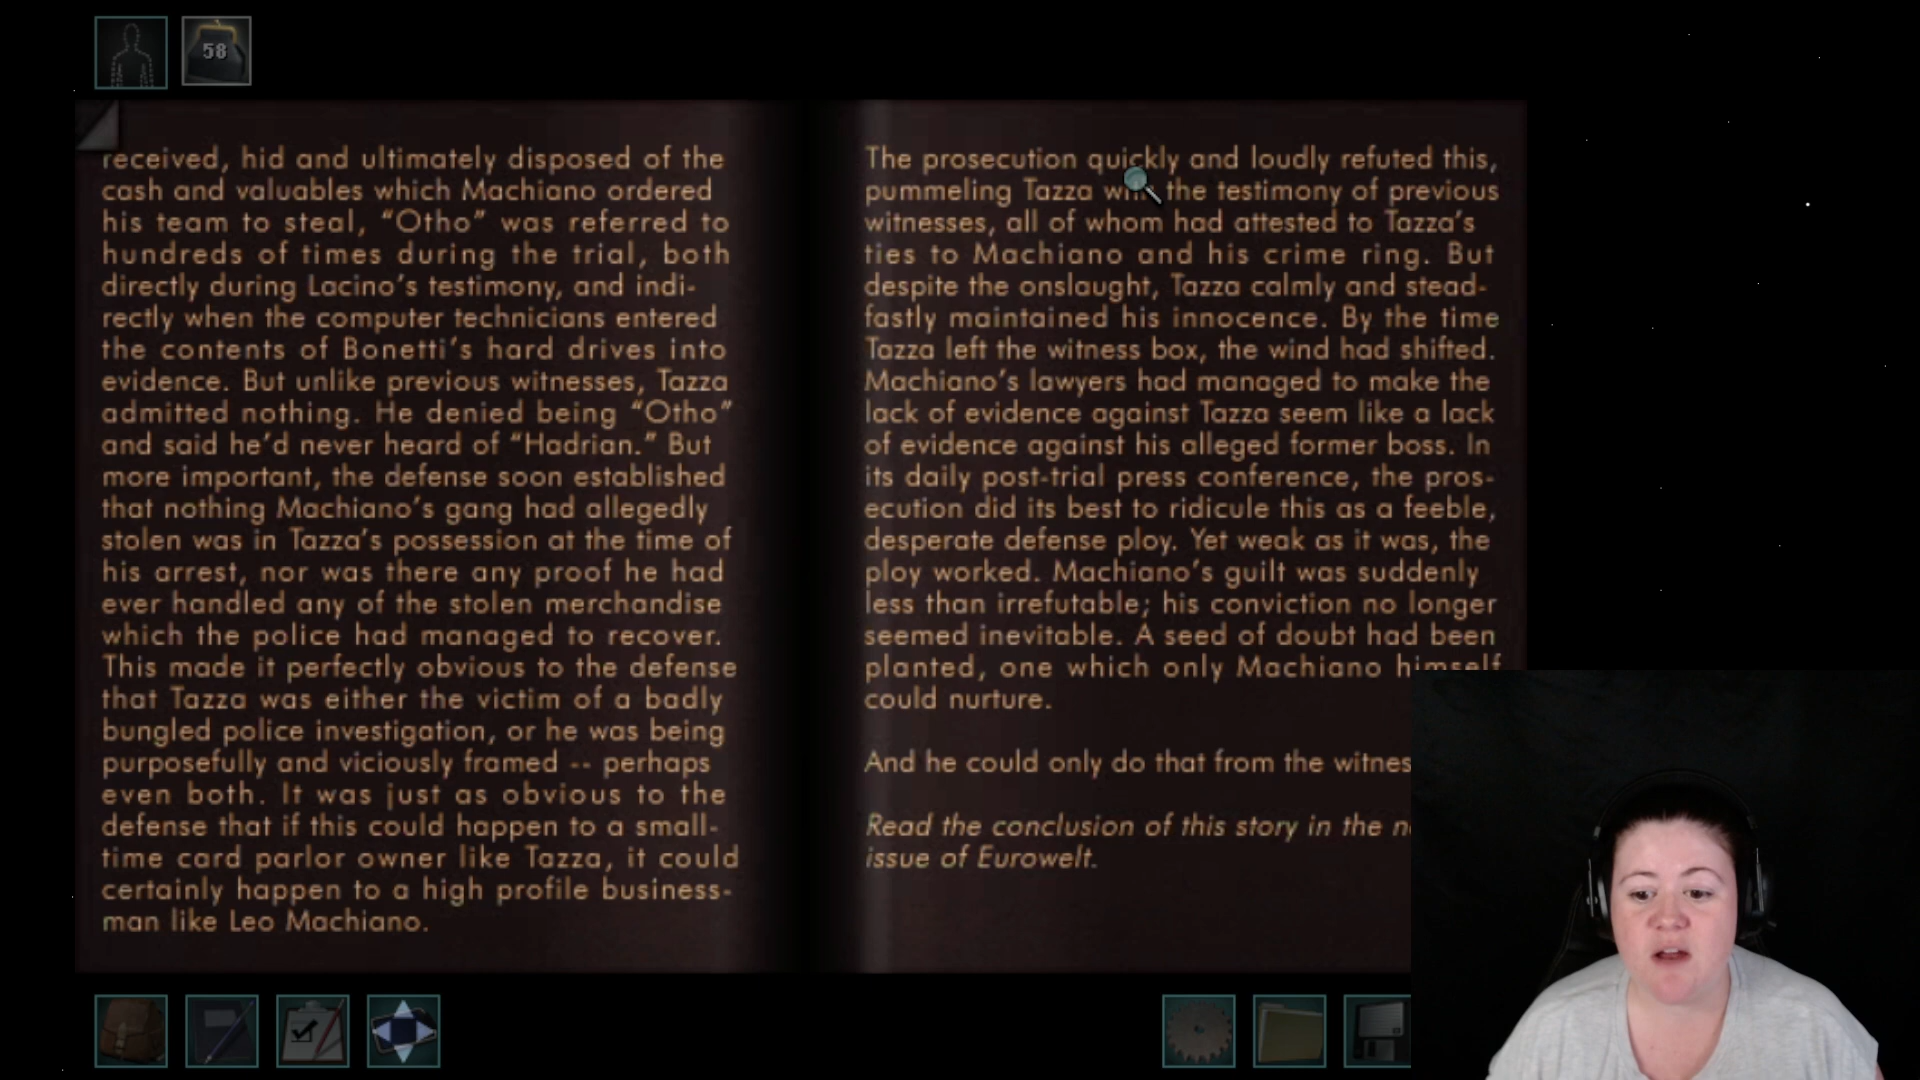 58
received, hid and ultimately disposed of the
cash and valuables which Machiano ordered
his team to steal, “Otho” was referred to
hundreds of times during the trial, both
directly during Lacino’s testimony, and indi-
rectly when the computer technicians entered
the contents of Bonetti’s hard drives into
evidence. But unlike previous witnesses, Tazza
admitted nothing. He denied being “Otho”
and said he’d never heard of “Hadrian.” But
more important, the defense soon established
that nothing Machiano’s gang had allegedly
stolen was in Tazza’s possession at the time of
his arrest, nor was there any proof he had
ever handled any of the stolen merchandise
which the police had managed to recover.
This made it perfectly obvious to the defense
that Tazza was either the victim of a badly
bungled police investigation, or he was being
purposefully and viciously framed -- perhaps
even both. It was just as obvious to the
defense that if this could happen to a small-
time card parlor owner like Tazza, it could
certainly happen to a high profile business-
man like Leo Machiano.
The prosecution quickly and loudly refuted this,
pummeling Tazza with the testimony of previous
witnesses, all of whom had attested to Tazza’s
ties to Machiano and his crime ring. But
despite the onslaught, Tazza calmly and stead-
fastly maintained his innocence. By the time
Tazza left the witness box, the wind had shifted.
Machiano’s lawyers had managed to make the
lack of evidence against Tazza seem like a lack
of evidence against his alleged former boss. In
its daily post-trial press conference, the pros-
ecution did its best to ridicule this as a feeble,
desperate defense ploy. Yet weak as it was, the
ploy worked. Machiano’s guilt was suddenly
less than irrefutable; his conviction no longer
seemed inevitable. A seed of doubt had been
planted, one which only Machiano himself
could nurture.
And he could only do that from the witnes
Read the conclusion of this story in the
issue of Eurowelt.